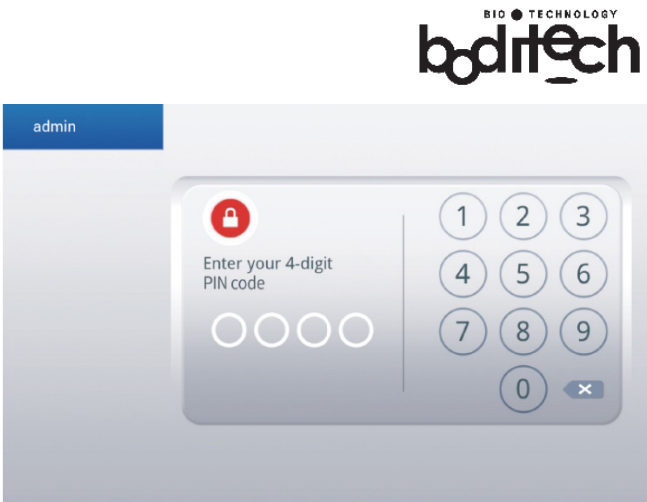 BIO TECHNOLOGY
boditech
admin
Enter your 4-digit
PIN code
1 2 3
4 5 6
7 8 9
0